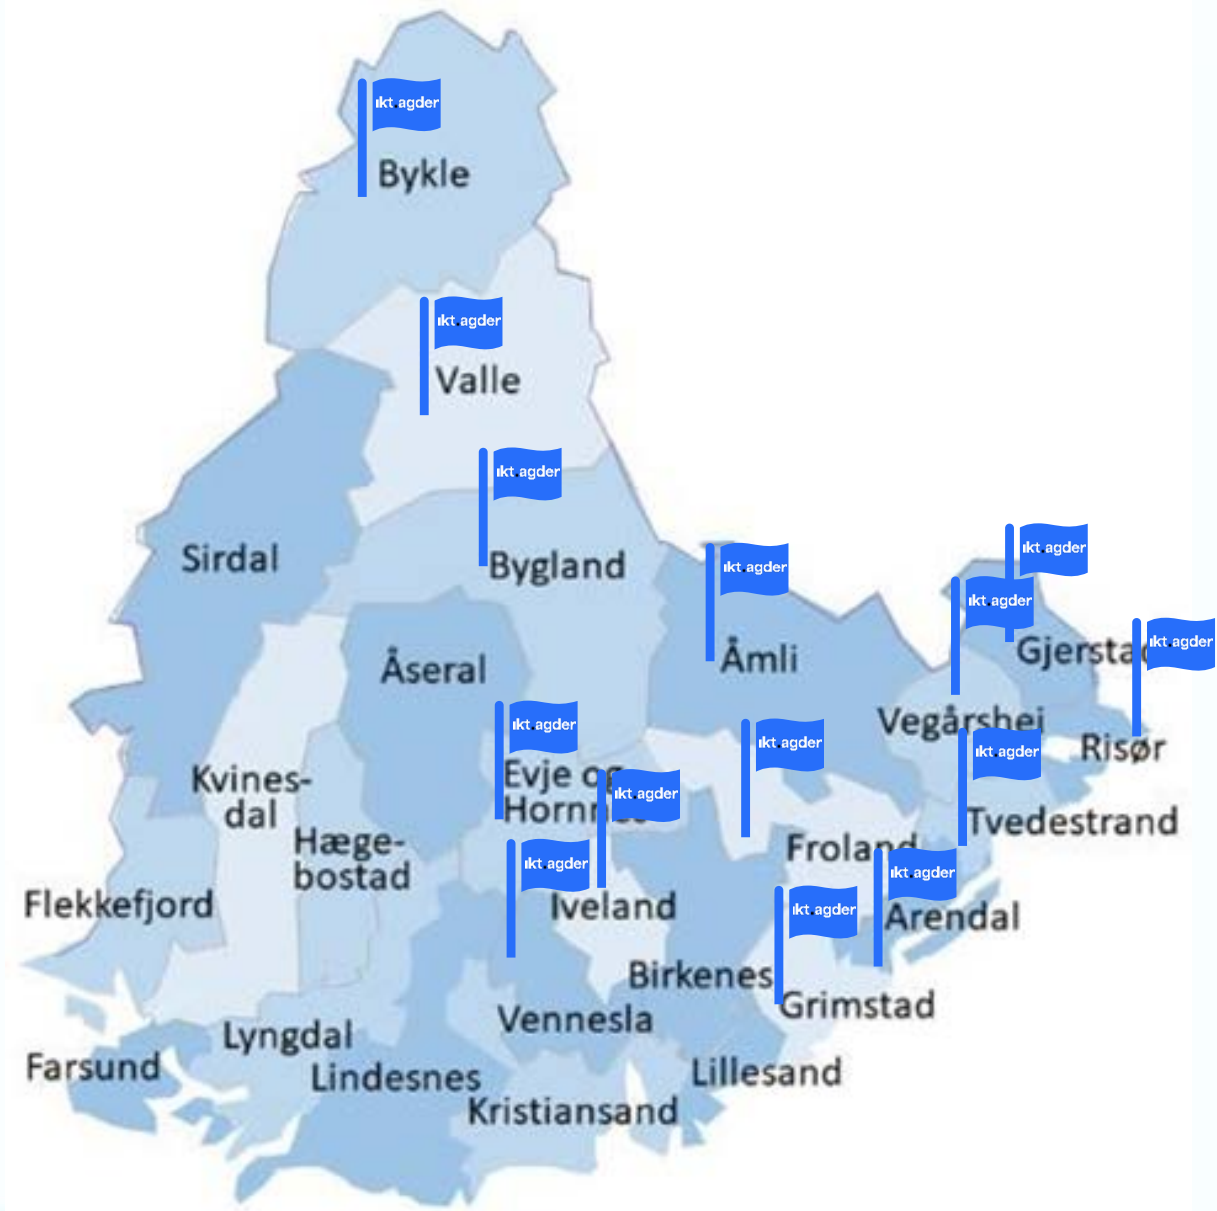 ikt.agder
Bykle
ikt.agder
Valle
ikt.agder
Sirdal
Bygland
ikt.agder
ikt.agder
ikt.agder
ikt.agder
Åseral
Åmli
Gjerstad
ikt.agder
Vegårshei
ikt.agder
ikt.agder
Risør
Kvines-
dal
Evje og
Hornnes
ikt.agder
Hæge-
bostad
Froland
Tvedestrand
ikt.agder
ikt.agder
Flekkefjord
Iveland
ikt.agder
Arendal
Birkenes
Grimstad
Vennesla
Lyngdal
Farsund
Lindesnes
Lillesand
Kristiansand